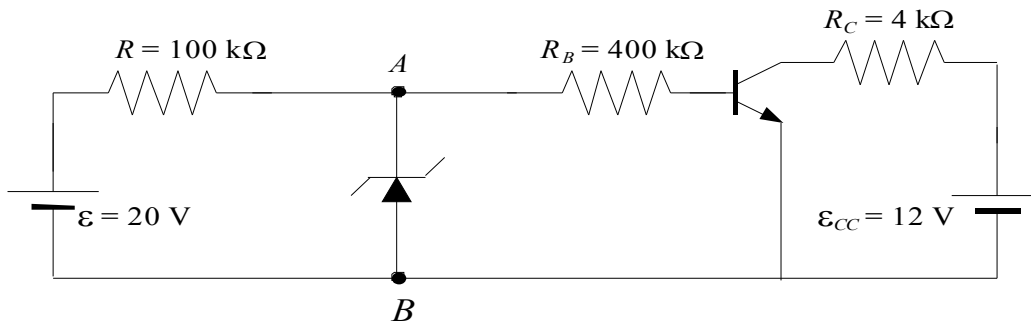 R = 100 kΩ
A
R_B = 400 kΩ
R_C = 4 kΩ
ε = 20 V
ε_CC = 12 V
B